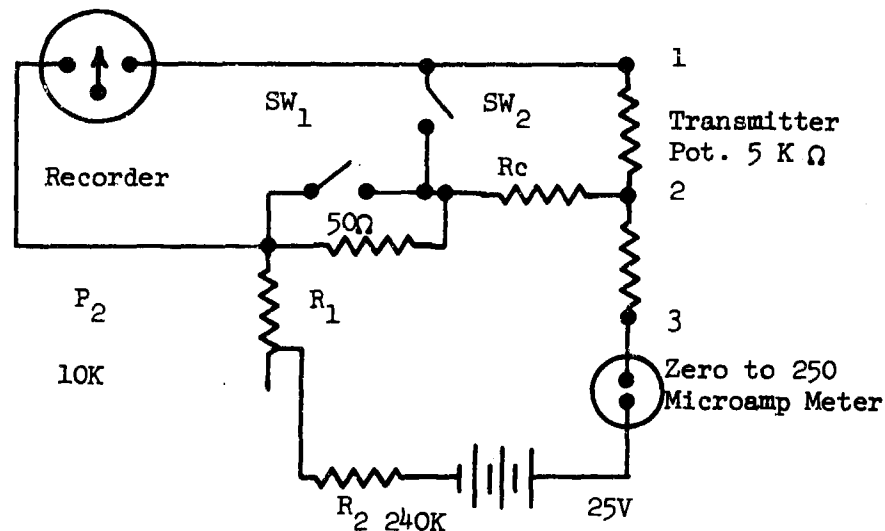 1
SW1
SW2
Transmitter
Pot. 5 K Ω
Recorder
Rc
2
50Ω
P2
R1
3
10K
Zero to 250
Microamp Meter
R2 240K
25V